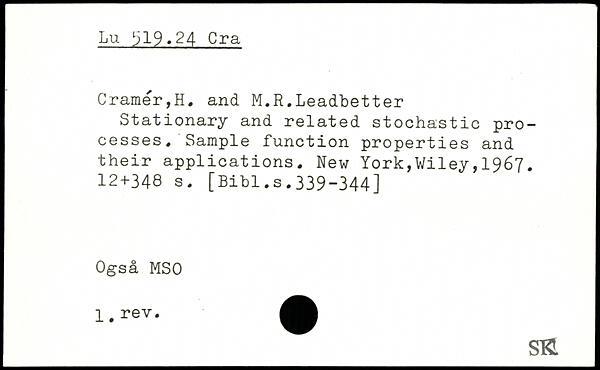 Lu 519.24 Cra
Cramér,H. and M.R.Leadbetter
Stationary and related stochastic pro-
cesses. Sample function properties and
their applications. New York,Wiley,1967.
12+348 s. [Bibl.s.339-344]
Også MSO
1. rev.
SK